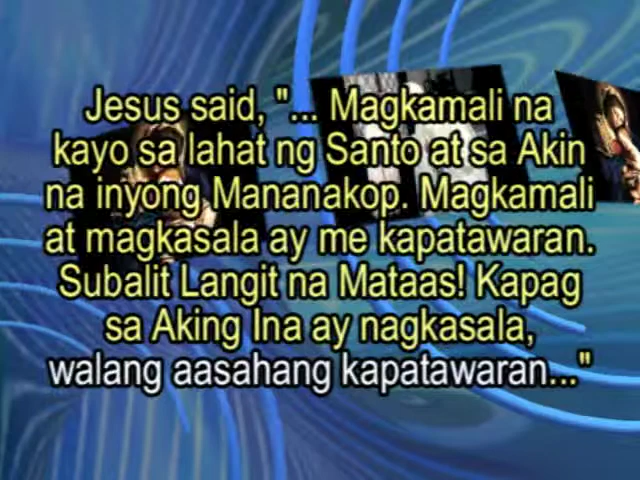 Jesus said, "... Magkamali na
kayo sa lahat ng Santo at sa Akin
na inyong Mananakop. Magkamali
at magkasala ay me kapatawaran.
Subalit Langit na Mataas! Kapag
sa Aking Ina ay nagkasala,
walang aasahang kapatawaran..."